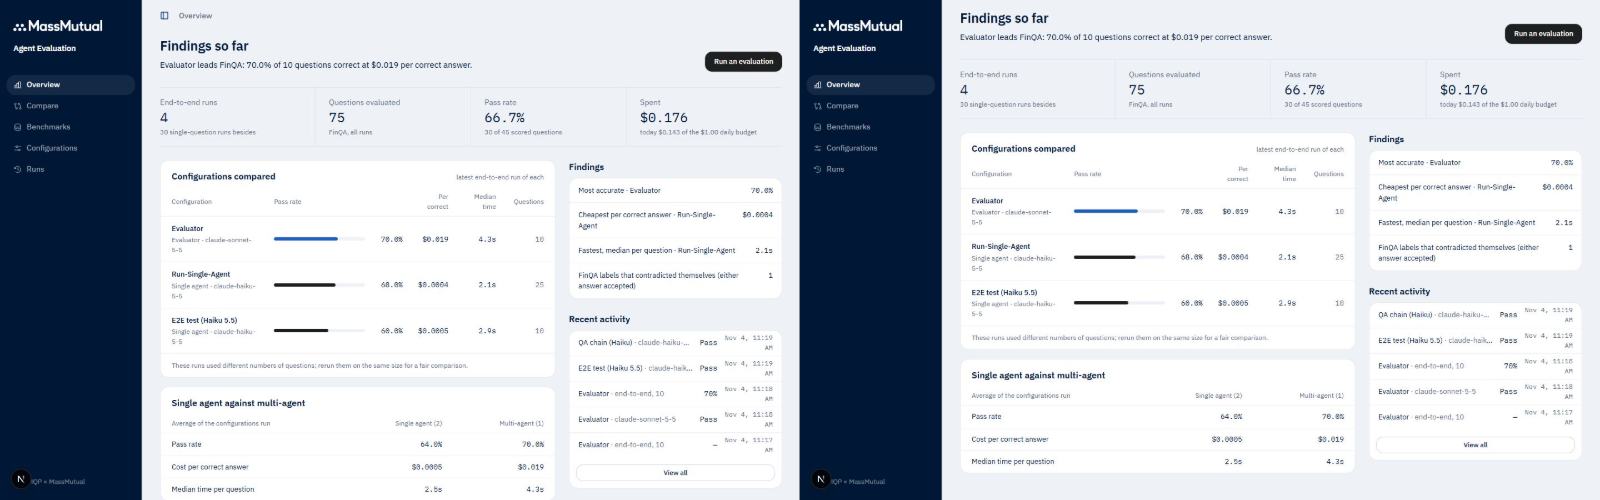 MassMutual
Agent Evaluation
Overview
Compare
Benchmarks
Configurations
Runs
N
IQP × MassMutual
Overview
Findings so far
Evaluator leads FinQA: 70.0% of 10 questions correct at $0.019 per correct answer.
Run an evaluation
End-to-end runs
4
30 single-question runs besides
Questions evaluated
75
FinQA, all runs
Pass rate
66.7%
30 of 45 scored questions
Spent
$0.176
today $0.143 of the $1.00 daily budget
Configurations compared
latest end-to-end run of each
Configuration Pass rate Per correct Median time Questions
Evaluator
Evaluator · claude-sonnet-
5-5
70.0% $0.019 4.3s 10
Run-Single-Agent
Single agent · claude-haiku-
5-5
68.0% $0.0004 2.1s 25
E2E test (Haiku 5.5)
Single agent · claude-haiku-
5-5
60.0% $0.0005 2.9s 10
These runs used different numbers of questions; rerun them on the same size for a fair comparison.
Single agent against multi-agent
Average of the configurations run Single agent (2) Multi-agent (1)
Pass rate 64.0% 70.0%
Cost per correct answer $0.0005 $0.019
Median time per question 2.5s 4.3s
Findings
Most accurate · Evaluator 70.0%
Cheapest per correct answer · Run-Single- $0.0004
Agent
Fastest, median per question · Run-Single-Agent 2.1s
FinQA labels that contradicted themselves (either 1
answer accepted)
Recent activity
QA chain (Haiku) · claude-haiku-... Pass Nov 4, 11:19
AM
E2E test (Haiku 5.5) · claude-haik... Pass Nov 4, 11:19
AM
Evaluator · end-to-end, 10 70% Nov 4, 11:18
AM
Evaluator · claude-sonnet-5-5 Pass Nov 4, 11:18
AM
Evaluator · end-to-end, 10 — Nov 4, 11:17
AM
View all
MassMutual
Agent Evaluation
Overview
Compare
Benchmarks
Configurations
Runs
N
IQP × MassMutual
Findings so far
Evaluator leads FinQA: 70.0% of 10 questions correct at $0.019 per correct answer.
Run an evaluation
End-to-end runs
4
30 single-question runs besides
Questions evaluated
75
FinQA, all runs
Pass rate
66.7%
30 of 45 scored questions
Spent
$0.176
today $0.143 of the $1.00 daily budget
Configurations compared
latest end-to-end run of each
Configuration Pass rate Per correct Median time Questions
Evaluator
Evaluator · claude-sonnet-
5-5
70.0% $0.019 4.3s 10
Run-Single-Agent
Single agent · claude-haiku-
5-5
68.0% $0.0004 2.1s 25
E2E test (Haiku 5.5)
Single agent · claude-haiku-
5-5
60.0% $0.0005 2.9s 10
These runs used different numbers of questions; rerun them on the same size for a fair comparison.
Single agent against multi-agent
Average of the configurations run Single agent (2) Multi-agent (1)
Pass rate 64.0% 70.0%
Cost per correct answer $0.0005 $0.019
Median time per question 2.5s 4.3s
Findings
Most accurate · Evaluator 70.0%
Cheapest per correct answer · Run-Single- $0.0004
Agent
Fastest, median per question · Run-Single-Agent 2.1s
FinQA labels that contradicted themselves (either 1
answer accepted)
Recent activity
QA chain (Haiku) · claude-haiku-... Pass Nov 4, 11:19
AM
E2E test (Haiku 5.5) · claude-haik... Pass Nov 4, 11:19
AM
Evaluator · end-to-end, 10 70% Nov 4, 11:18
AM
Evaluator · claude-sonnet-5-5 Pass Nov 4, 11:18
AM
Evaluator · end-to-end, 10 — Nov 4, 11:17
AM
View all